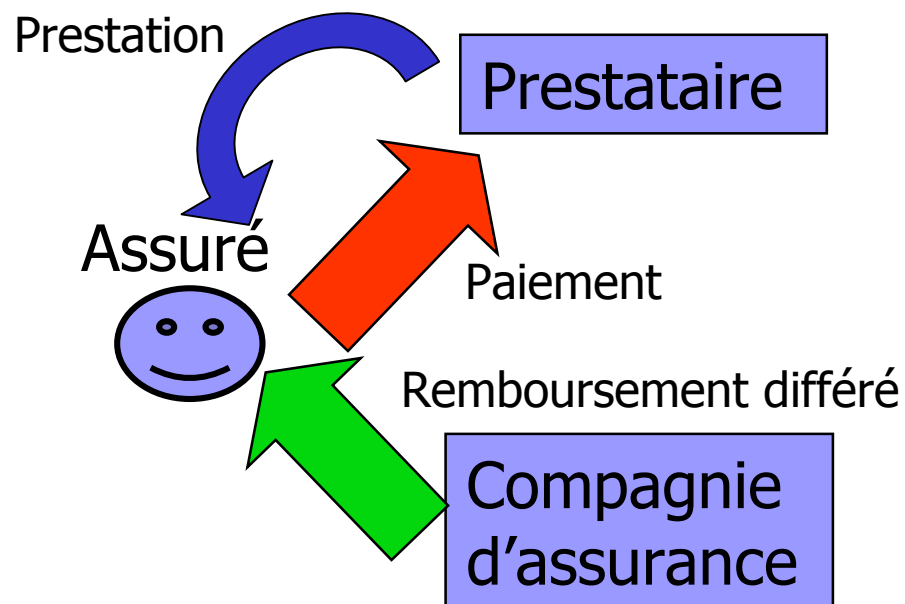 Prestation
Prestataire
Assuré
Paiement
Remboursement différé
Compagnie
d’assurance